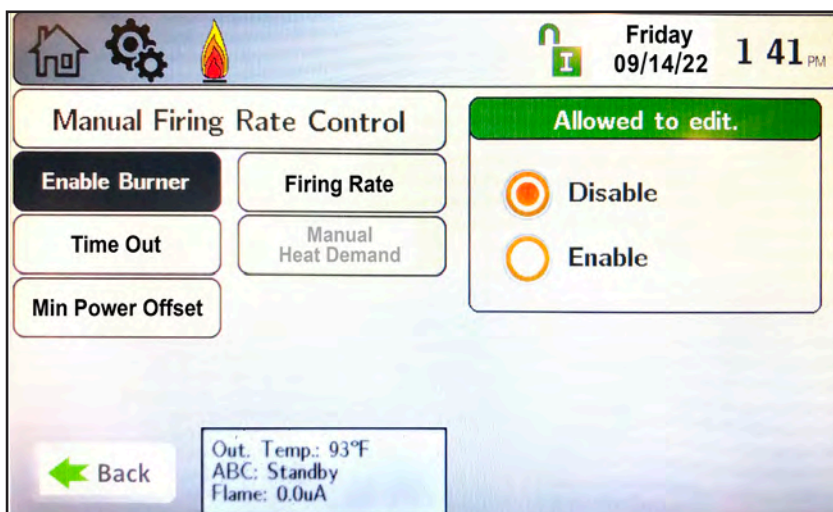 I
Friday
09/14/22
1 41 PM
Manual Firing Rate Control
Allowed to edit.
Enable Burner
Firing Rate
Disable
Time Out
Manual
Heat Demand
Enable
Min Power Offset
Back
Out. Temp.: 93°F
ABC: Standby
Flame: 0.0uA